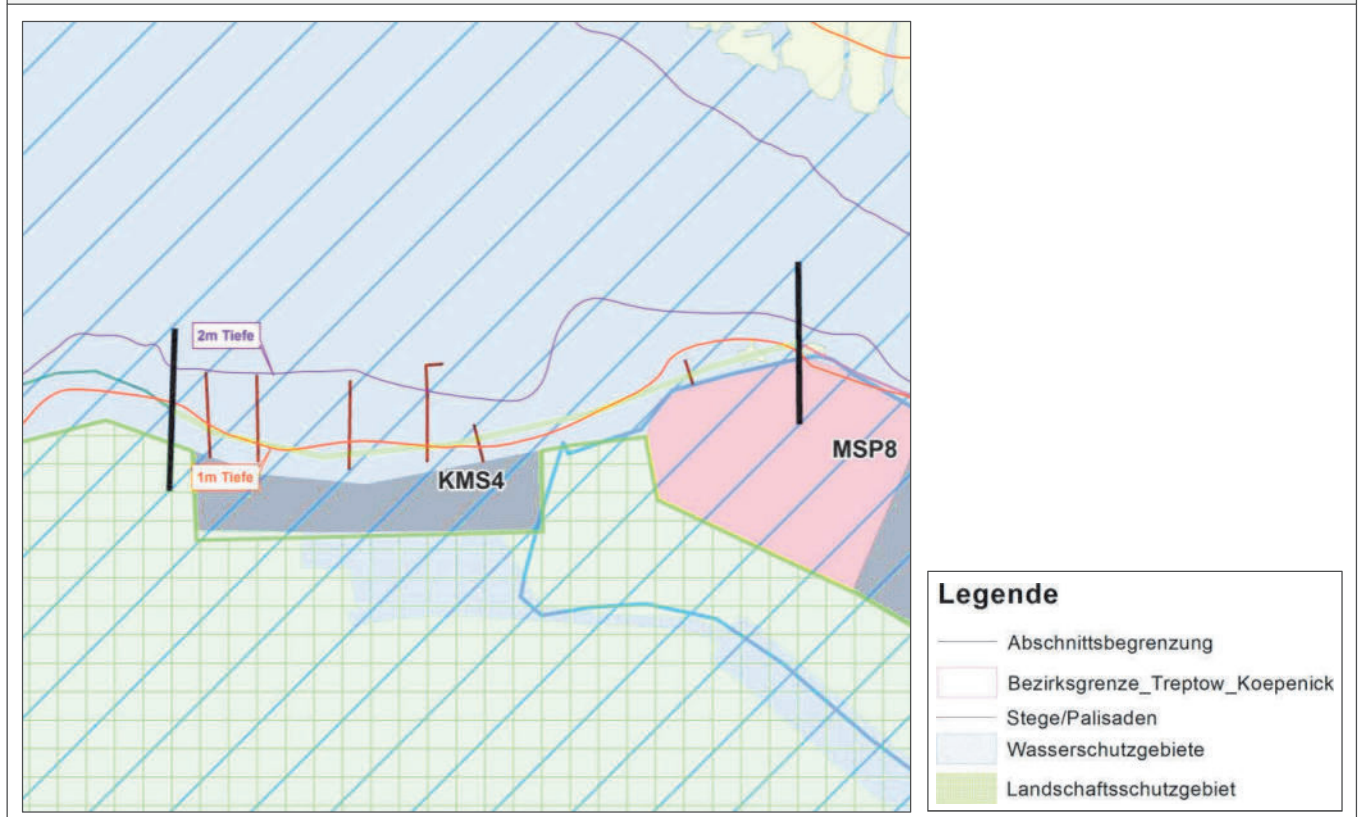 2m Tiefe
1m Tiefe
KMS4
MSP8
Legende
Abschnittsbegrenzung
Bezirksgrenze_Treptow_Koepenick
Stege/Palisaden
Wasserschutzgebiete
Landschaftsschutzgebiet